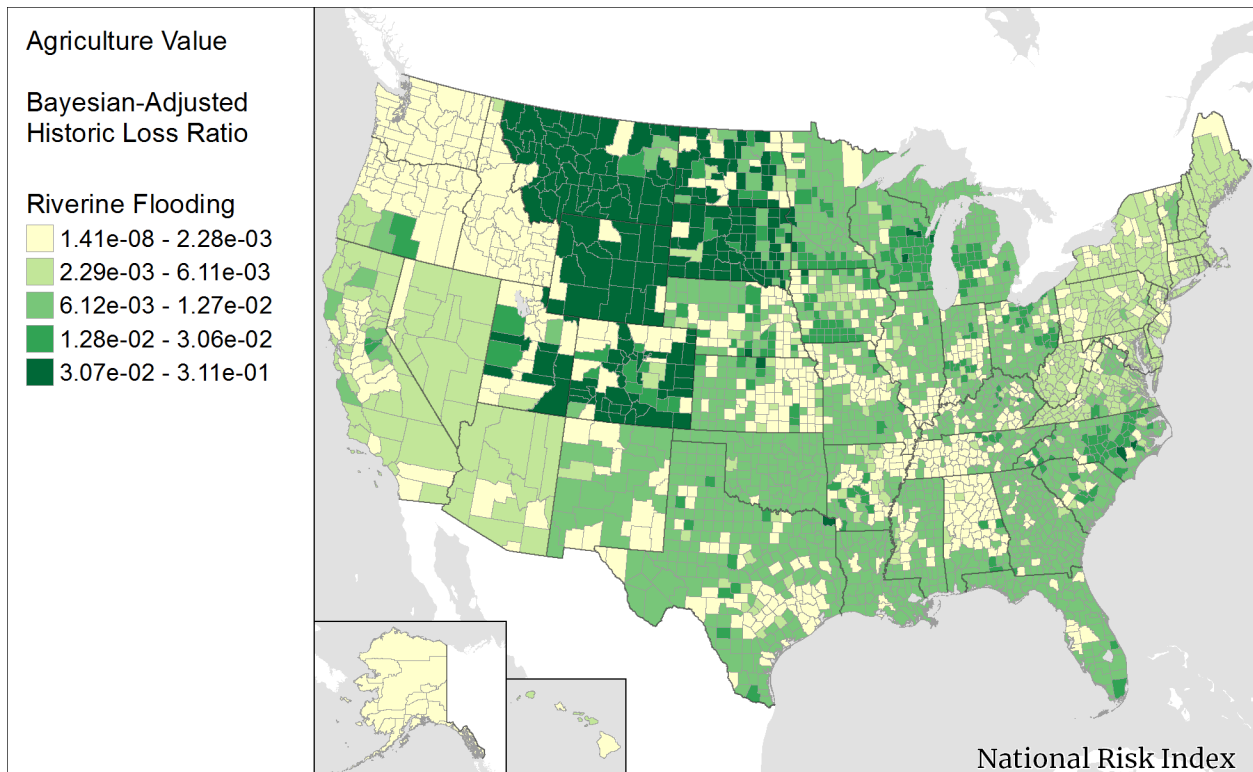 Agriculture Value
Bayesian-Adjusted
Historic Loss Ratio
Riverine Flooding
1.41e-08 - 2.28e-03
2.29e-03 - 6.11e-03
6.12e-03 - 1.27e-02
1.28e-02 - 3.06e-02
3.07e-02 - 3.11e-01
National Risk Index